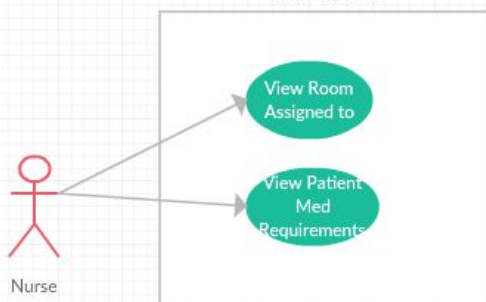 View Room
Assigned to
View Patient
Med
Requirements
Nurse